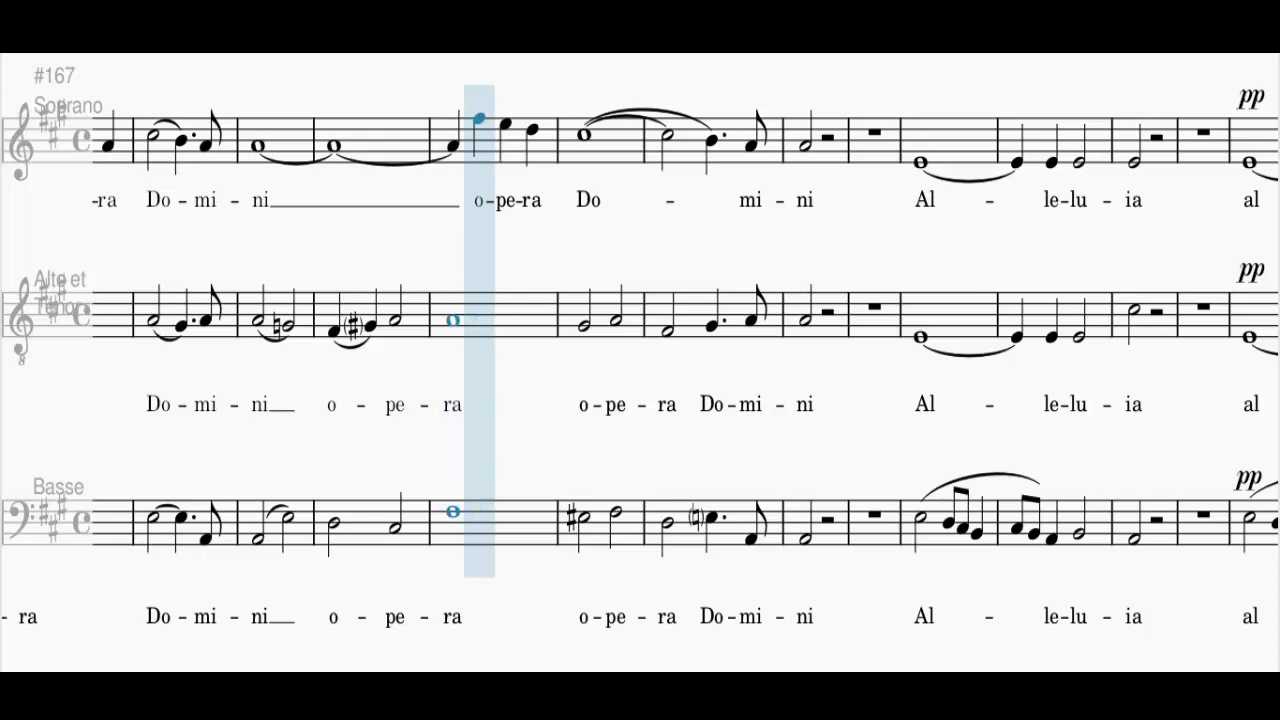 #167
Soprano
pp
-ra Do - mi - ni o-pe-ra Do - mi - ni Al - le-lu - ia al
Alto et
Tenor
pp
Do - mi - ni o - pe - ra o-pe - ra Do-mi - ni Al - le-lu - ia al
8
Basse
pp
- ra Do - mi - ni o - pe - ra o-pe - ra Do-mi - ni Al - le-lu - ia al